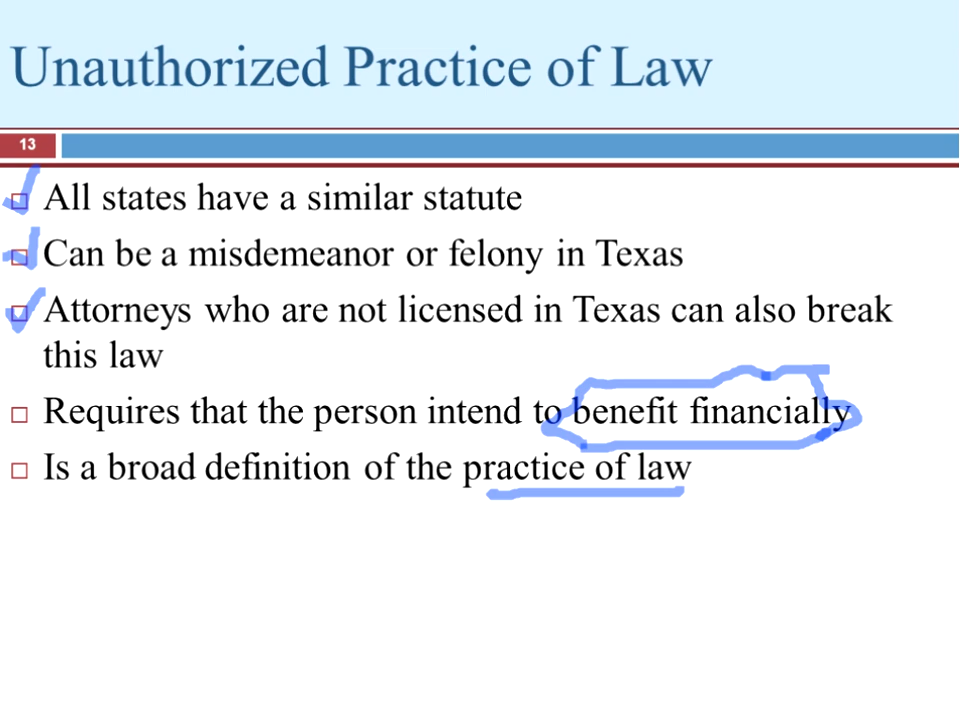 Unauthorized Practice of Law
13
All states have a similar statute
Can be a misdemeanor or felony in Texas
Attorneys who are not licensed in Texas can also break
this law
Requires that the person intend to benefit financially
Is a broad definition of the practice of law